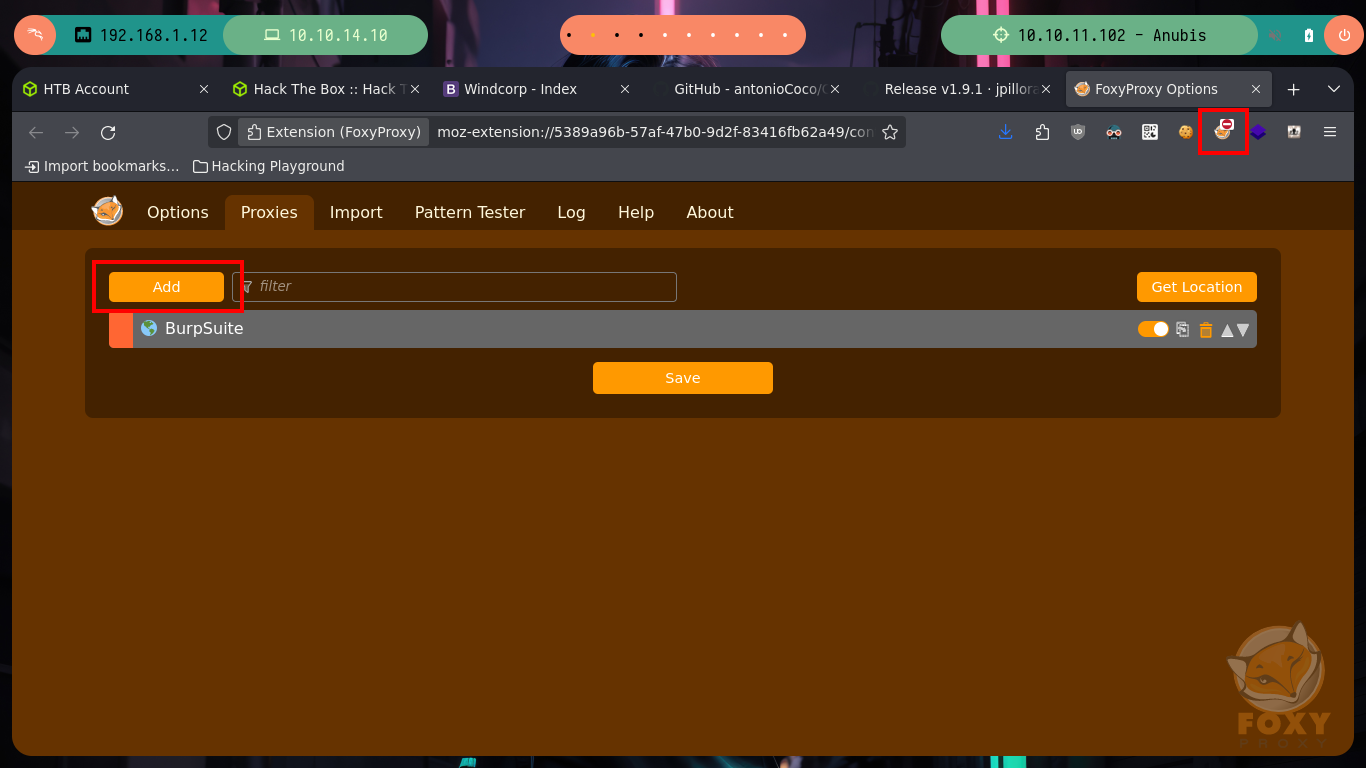 192.168.1.12 10.10.14.10 10.10.11.102 - Anubis
HTB Account Hack The Box :: Hack T Windcorp - Index GitHub - antonioCoco/ Release v1.9.1 · jpillora FoxyProxy Options
Extension (FoxyProxy) moz-extension://5389a96b-57af-47b0-9d2f-83416fb62a49/con
Import bookmarks... Hacking Playground
Options Proxies Import Pattern Tester Log Help About
Add filter Get Location
BurpSuite
Save
FOXY
PROXY